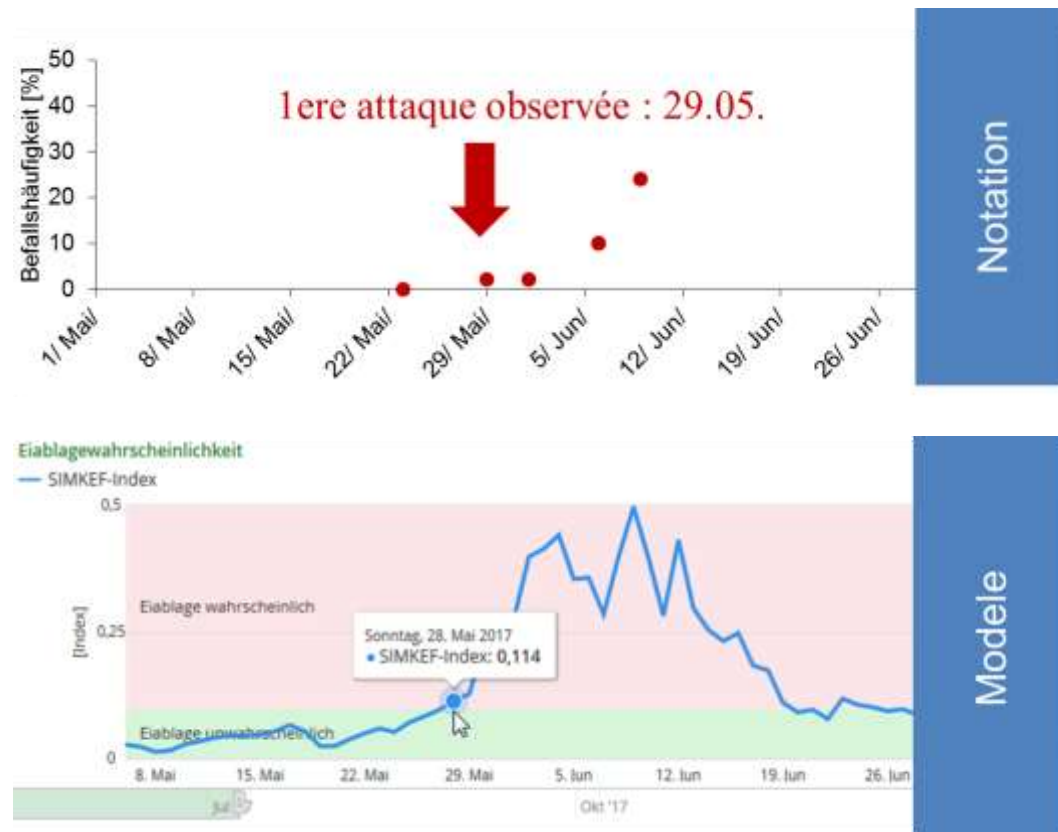 Befallshäufigkeit [%]
50
40
30
20
10
0
1ere attaque observée : 29.05.
1/ Mai/
8/ Mai/
15/ Mai/
22/ Mai/
29/ Mai/
5/ Jun/
12/ Jun/
19/ Jun/
26/ Jun/
Notation
Eiablagewahrscheinlichkeit
SIMKEF-Index
[Index]
0,5
0,25
0
Eiablage wahrscheinlich
Sonntag, 28. Mai 2017
SIMKEF-Index: 0,114
Eiablage unwahrscheinlich
8. Mai
15. Mai
22. Mai
29. Mai
5. Jun
12. Jun
19. Jun
26. Jun
Jul
Okt '17
Modele